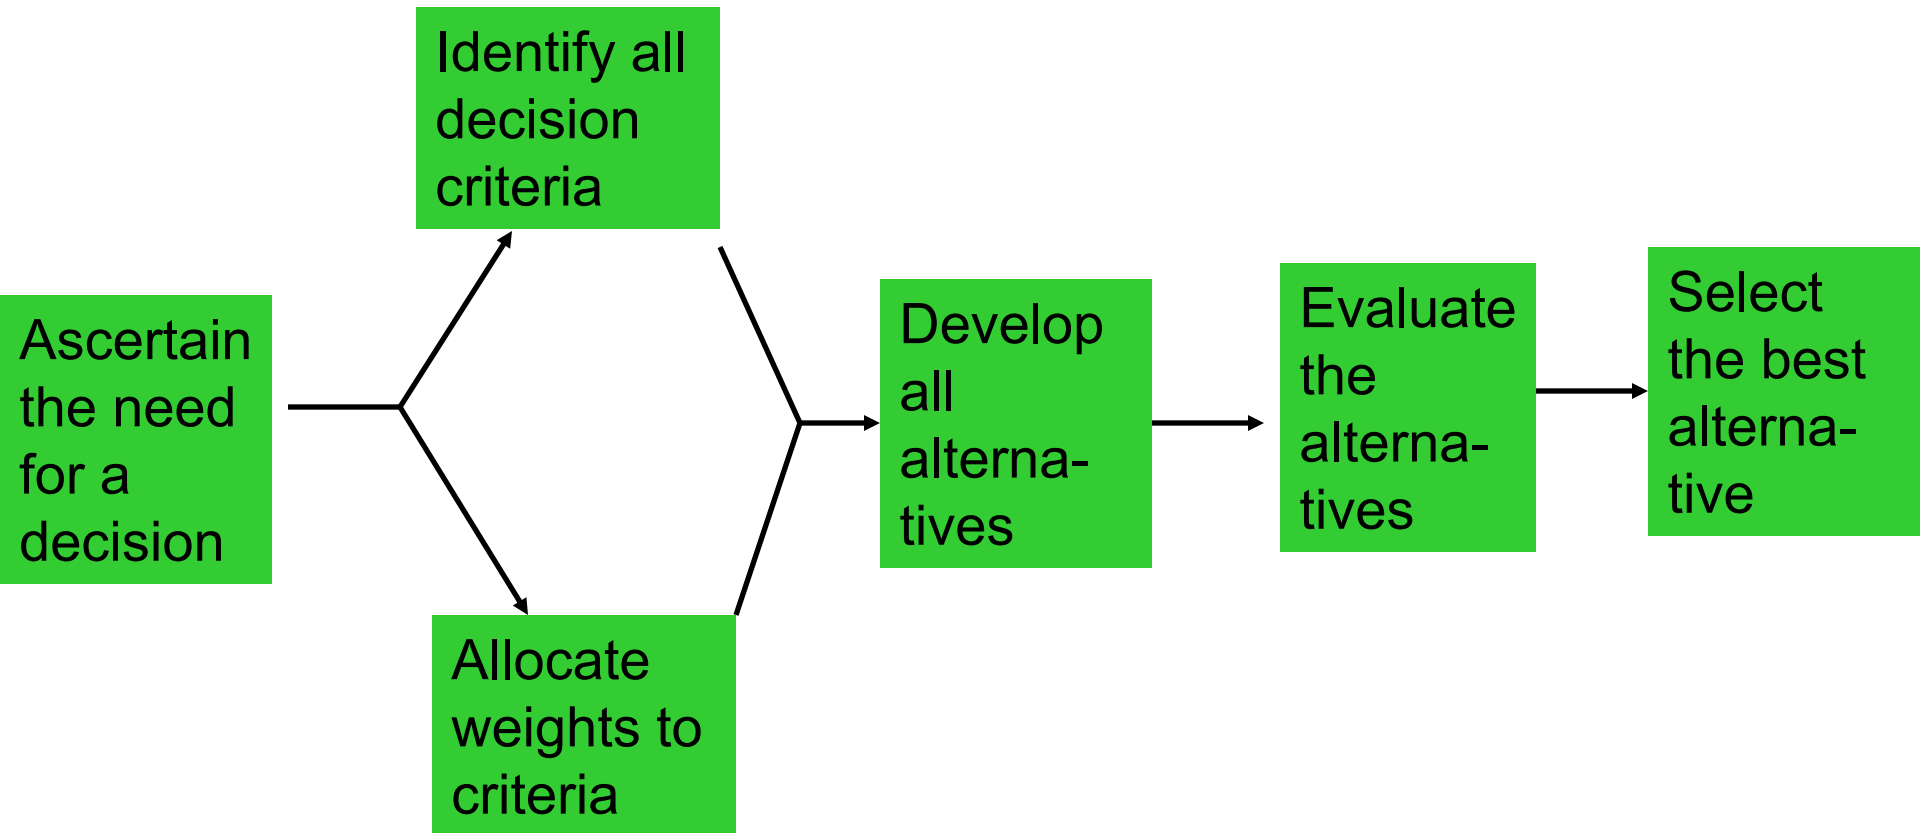 Identify all
decision
criteria
Ascertain
the need
for a
decision
Allocate
weights to
criteria
Develop
all
alterna-
tives
Evaluate
the
alterna-
tives
Select
the best
alterna-
tive